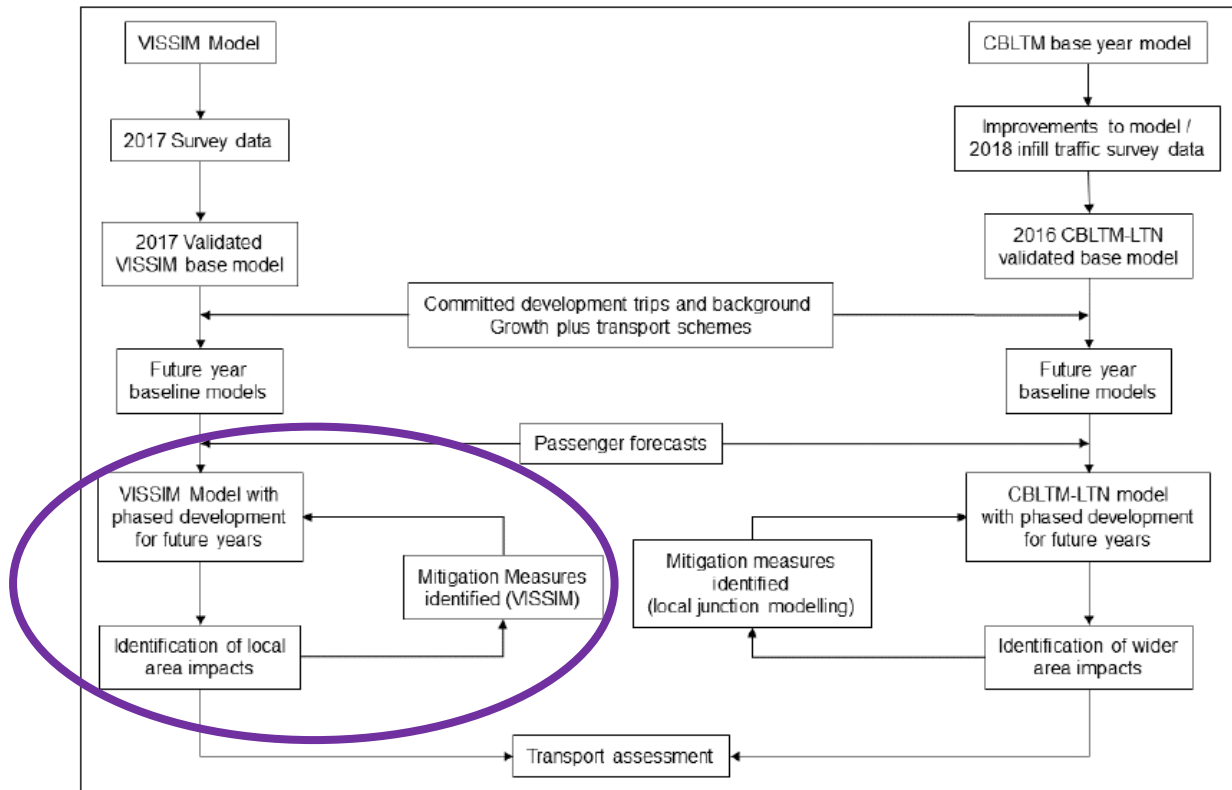 VISSIM Model
CBLTM base year model
2017 Survey data
Improvements to model /
2018 infill traffic survey data
2017 Validated
VISSIM base model
2016 CBLTM-LTN
validated base model
Committed development trips and background
Growth plus transport schemes
Future year
baseline models
Future year
baseline models
Passenger forecasts
VISSIM Model with
phased development
for future years
CBLTM-LTN model
with phased development
for future years
Mitigation Measures
identified (VISSIM)
Mitigation measures
identified
(local junction modelling)
Identification of local
area impacts
Identification of wider
area impacts
Transport assessment